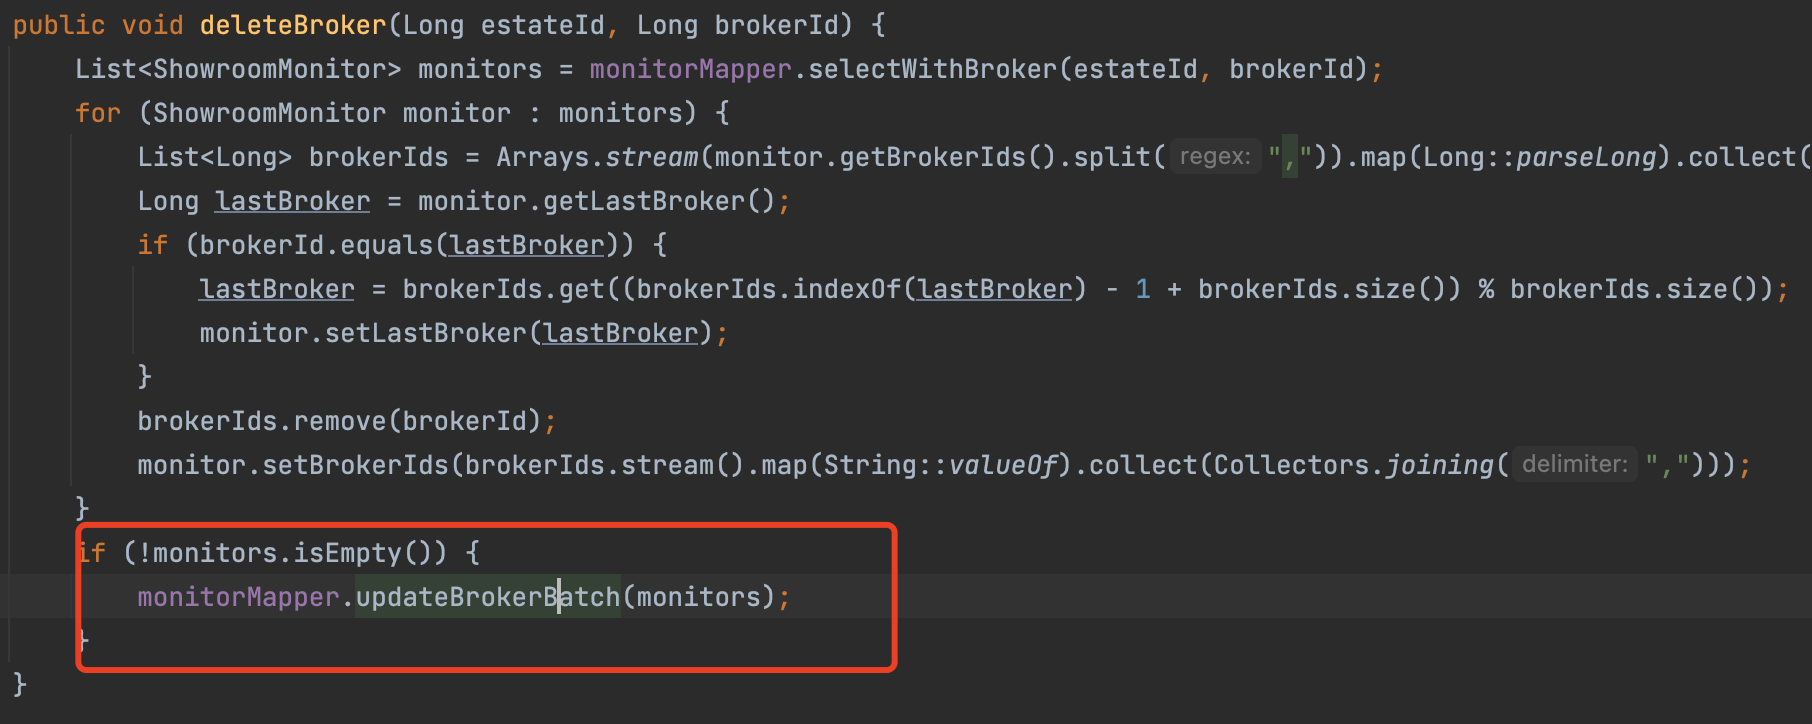 public void deleteBroker(Long estateId, Long brokerId) {
List<ShowroomMonitor> monitors = monitorMapper.selectWithBroker(estateId, brokerId);
for (ShowroomMonitor monitor : monitors) {
List<Long> brokerIds = Arrays.stream(monitor.getBrokerIds().split( regex: ",")).map(Long::parseLong).collect(
Long lastBroker = monitor.getLastBroker();
if (brokerId.equals(lastBroker)) {
lastBroker = brokerIds.get((brokerIds.indexOf(lastBroker) - 1 + brokerIds.size()) % brokerIds.size());
monitor.setLastBroker(lastBroker);
}
brokerIds.remove(brokerId);
monitor.setBrokerIds(brokerIds.stream().map(String::valueOf).collect(Collectors.joining( delimiter: ",")));
}
if (!monitors.isEmpty()) {
monitorMapper.updateBrokerBatch(monitors);
}
}